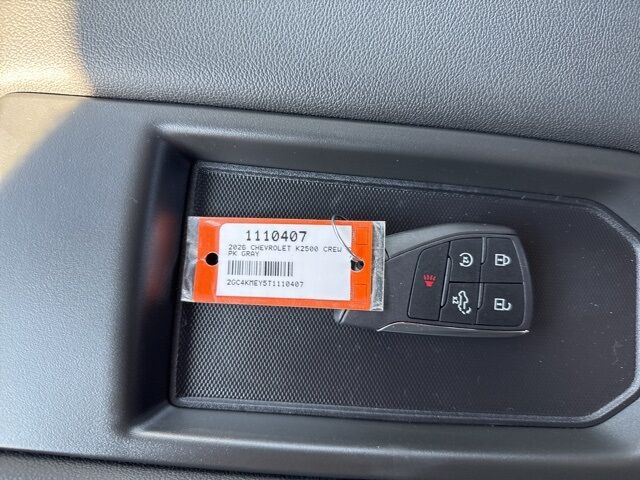 1110407
2026 CHEVROLET K2500 CREW
PK GRAY
2GC4KMEY5T1110407